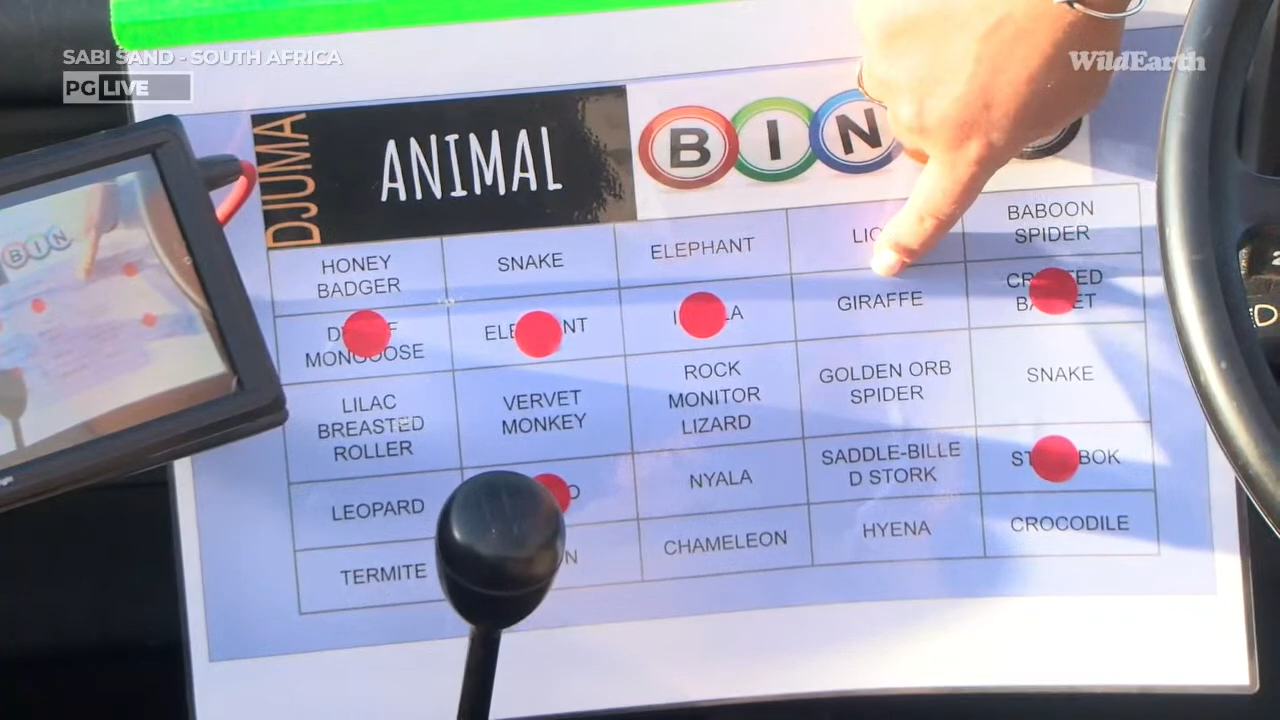 SABI SAND - SOUTH AFRICA
PG LIVE
WildEarth
DJUMA
ANIMAL
B I N
HONEY
BADGER
SNAKE
ELEPHANT
BABOON
SPIDER
MONGOOSE
GIRAFFE
LILAC
BREASTED
ROLLER
VERVET
MONKEY
ROCK
MONITOR
LIZARD
GOLDEN ORB
SPIDER
SNAKE
LEOPARD
NYALA
SADDLE-BILLE
D STORK
TERMITE
CHAMELEON
HYENA
CROCODILE
BIN